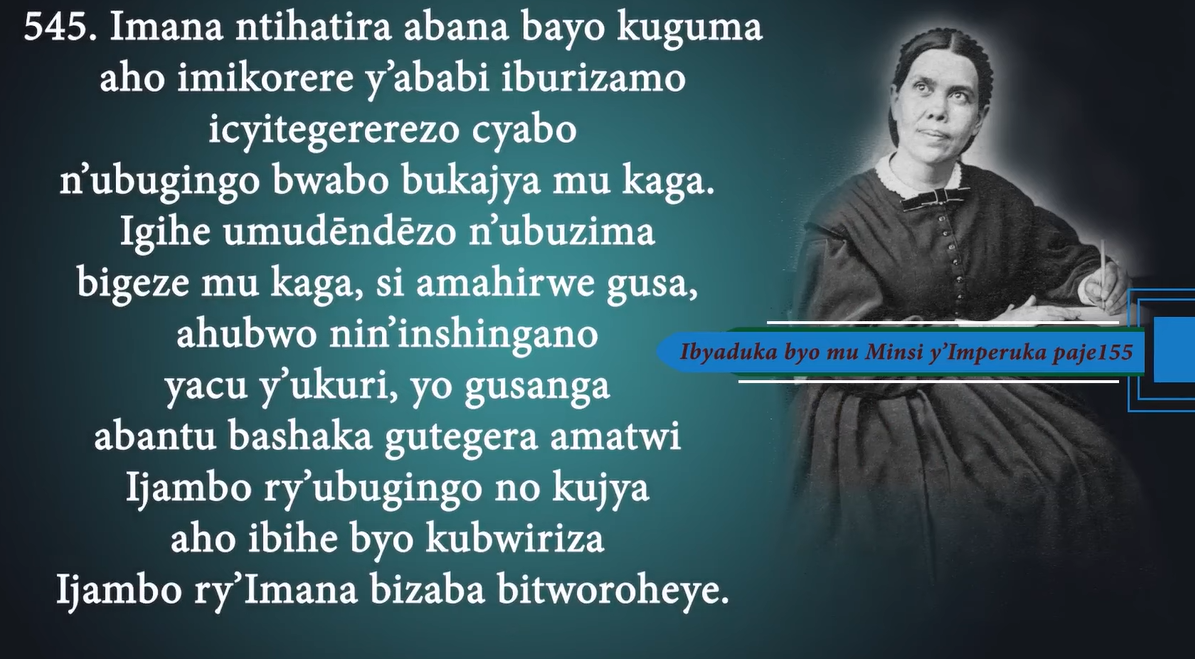 545. Imana ntihatira abana bayo kuguma
aho imikorere y’ababi iburizamo
icyitegererezo cyabo
n’ubugingo bwabo bukajya mu kaga.
Igihe umudēndēzo n’ubuzima
bigeze mu kaga, si amahirwe gusa,
ahubwo nin’inshingano
yacu y’ukuri, yo gusanga
abantu bashaka gutegera amatwi
Ijambo ry’ubugingo no kujya
aho ibihe byo kubwiriza
Ijambo ry’Imana bizaba bitworoheye.
Ibyaduka byo mu Minsi y’Imperuka paje155